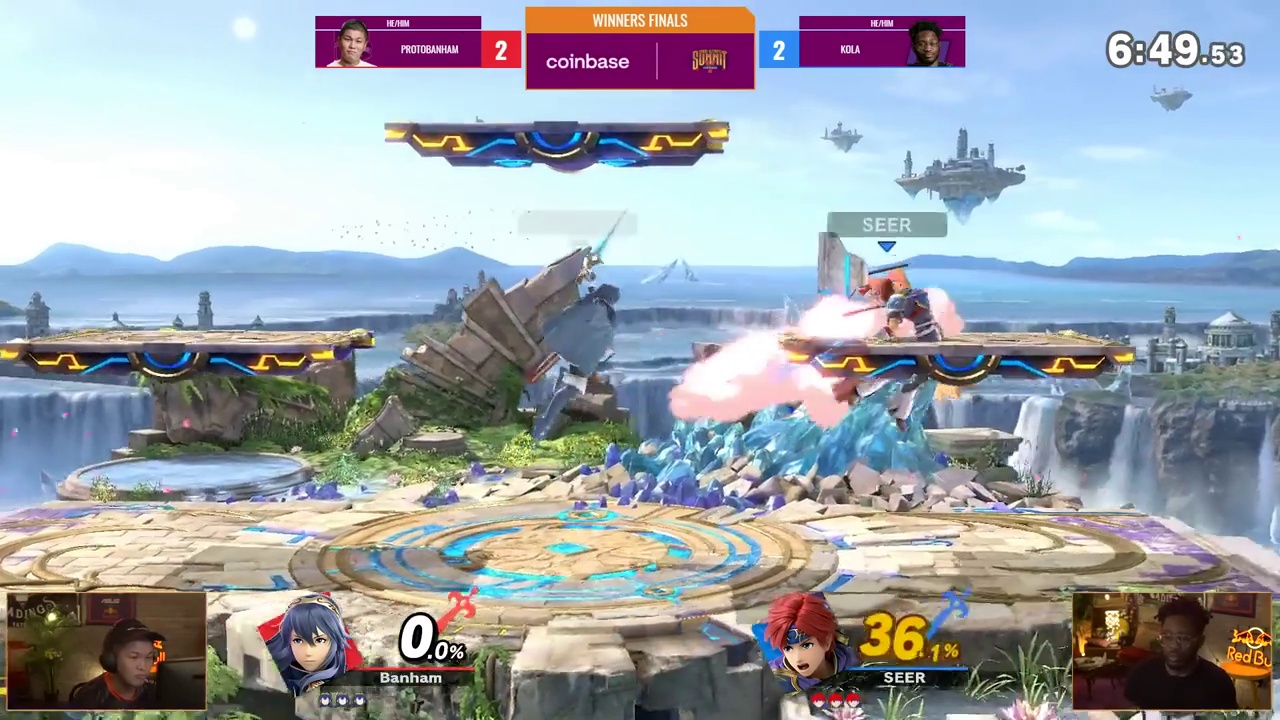 HE/HIM
PROTOBANHAM
2
WINNERS FINALS
coinbase
SUMMIT
2
HE/HIM
KOLA
6:49.53
SEER
0.0%
Banham
36.1%
SEER
Red Bu